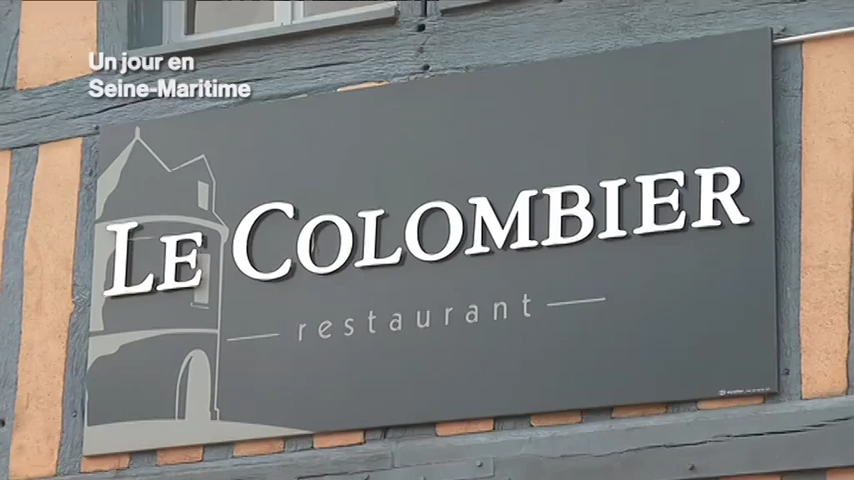 Un jour en
Seine-Maritime
LE COLOMBIER
restaurant